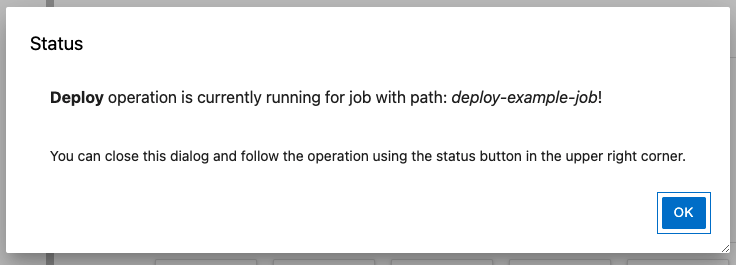 Status
Deploy operation is currently running for job with path: deploy-example-job!
You can close this dialog and follow the operation using the status button in the upper right corner.
OK